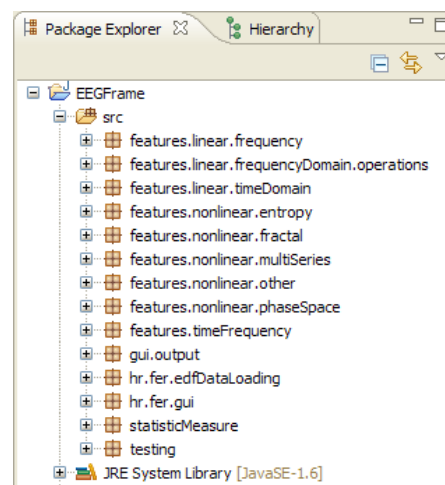 Package Explorer Hierarchy
EEGFrame
src
features.linear.frequency
features.linear.frequencyDomain.operations
features.linear.timeDomain
features.nonlinear.entropy
features.nonlinear.fractal
features.nonlinear.multiSeries
features.nonlinear.other
features.nonlinear.phaseSpace
features.timeFrequency
gui.output
hr.fer.edfDataLoading
hr.fer.gui
statisticMeasure
testing
JRE System Library [JavaSE-1.6]